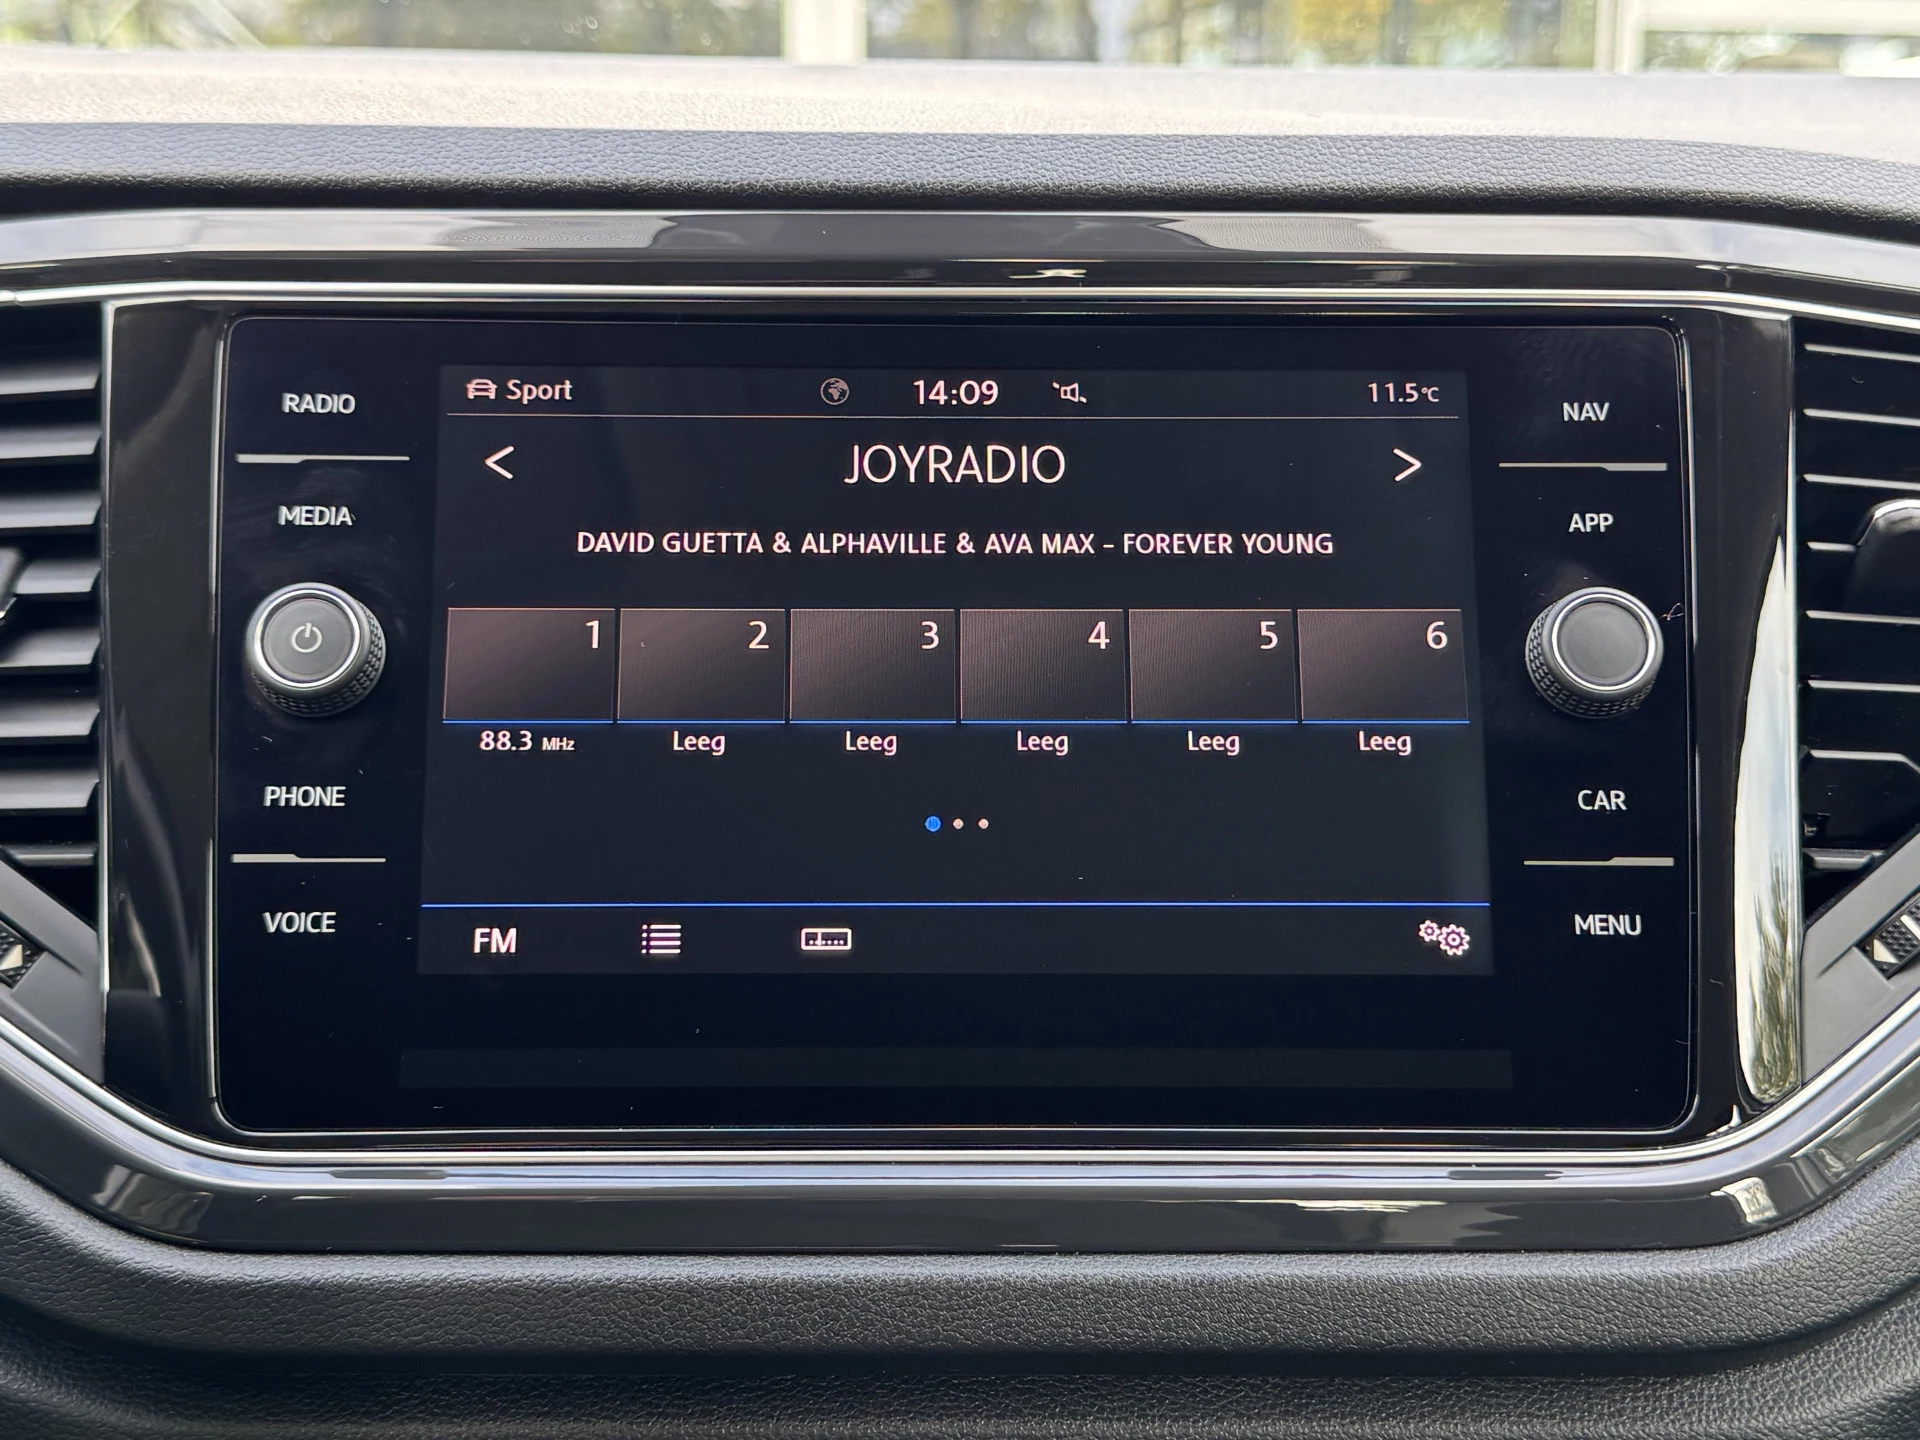 RADIO
MEDIA
PHONE
VOICE
Sport 14:09 11.5°C
< JOYRADIO >
DAVID GUETTA & ALPHAVILLE & AVA MAX - FOREVER YOUNG
1 2 3 4 5 6
88.3 MHz Leeg Leeg Leeg Leeg Leeg
FM
NAV
APP
CAR
MENU